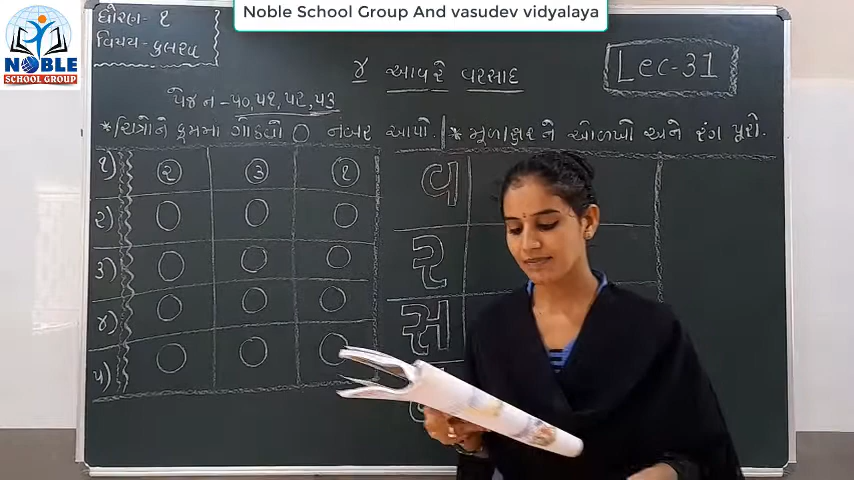 Noble School Group And vasudev vidyalaya
NOBLE
SCHOOL GROUP
ધોરણ - ૧
વિષય -
૪ આવરે વરસાદ
Lec-31
પેજ નં - ૫૦,૫૧,૫૨,૫૩
*ચિત્રોને ક્રમમાં ગોઠવી ○ નંબર આપો.
*મૂળાક્ષર ને ઓળખો અને રંગ પૂરો.
૧) ૨ ૩ ૧
૨)
૩)
૪)
૫)
વ
ર
સ